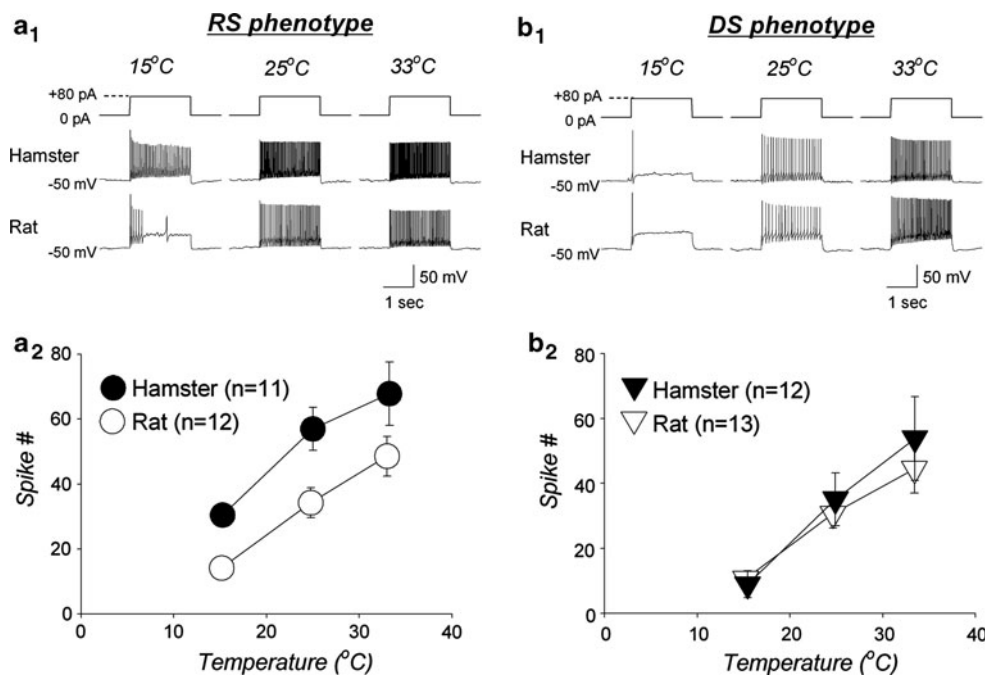 a1
RS phenotype
15°C 25°C 33°C
+80 pA
0 pA
Hamster
-50 mV
Rat
-50 mV
50 mV
1 sec
b1
DS phenotype
15°C 25°C 33°C
+80 pA
0 pA
Hamster
-50 mV
Rat
-50 mV
50 mV
1 sec
a2
80
60
40
20
0
Spike #
Hamster (n=11)
Rat (n=12)
0 10 20 30 40
Temperature (°C)
b2
80
60
40
20
0
Spike #
Hamster (n=12)
Rat (n=13)
0 10 20 30 40
Temperature (°C)